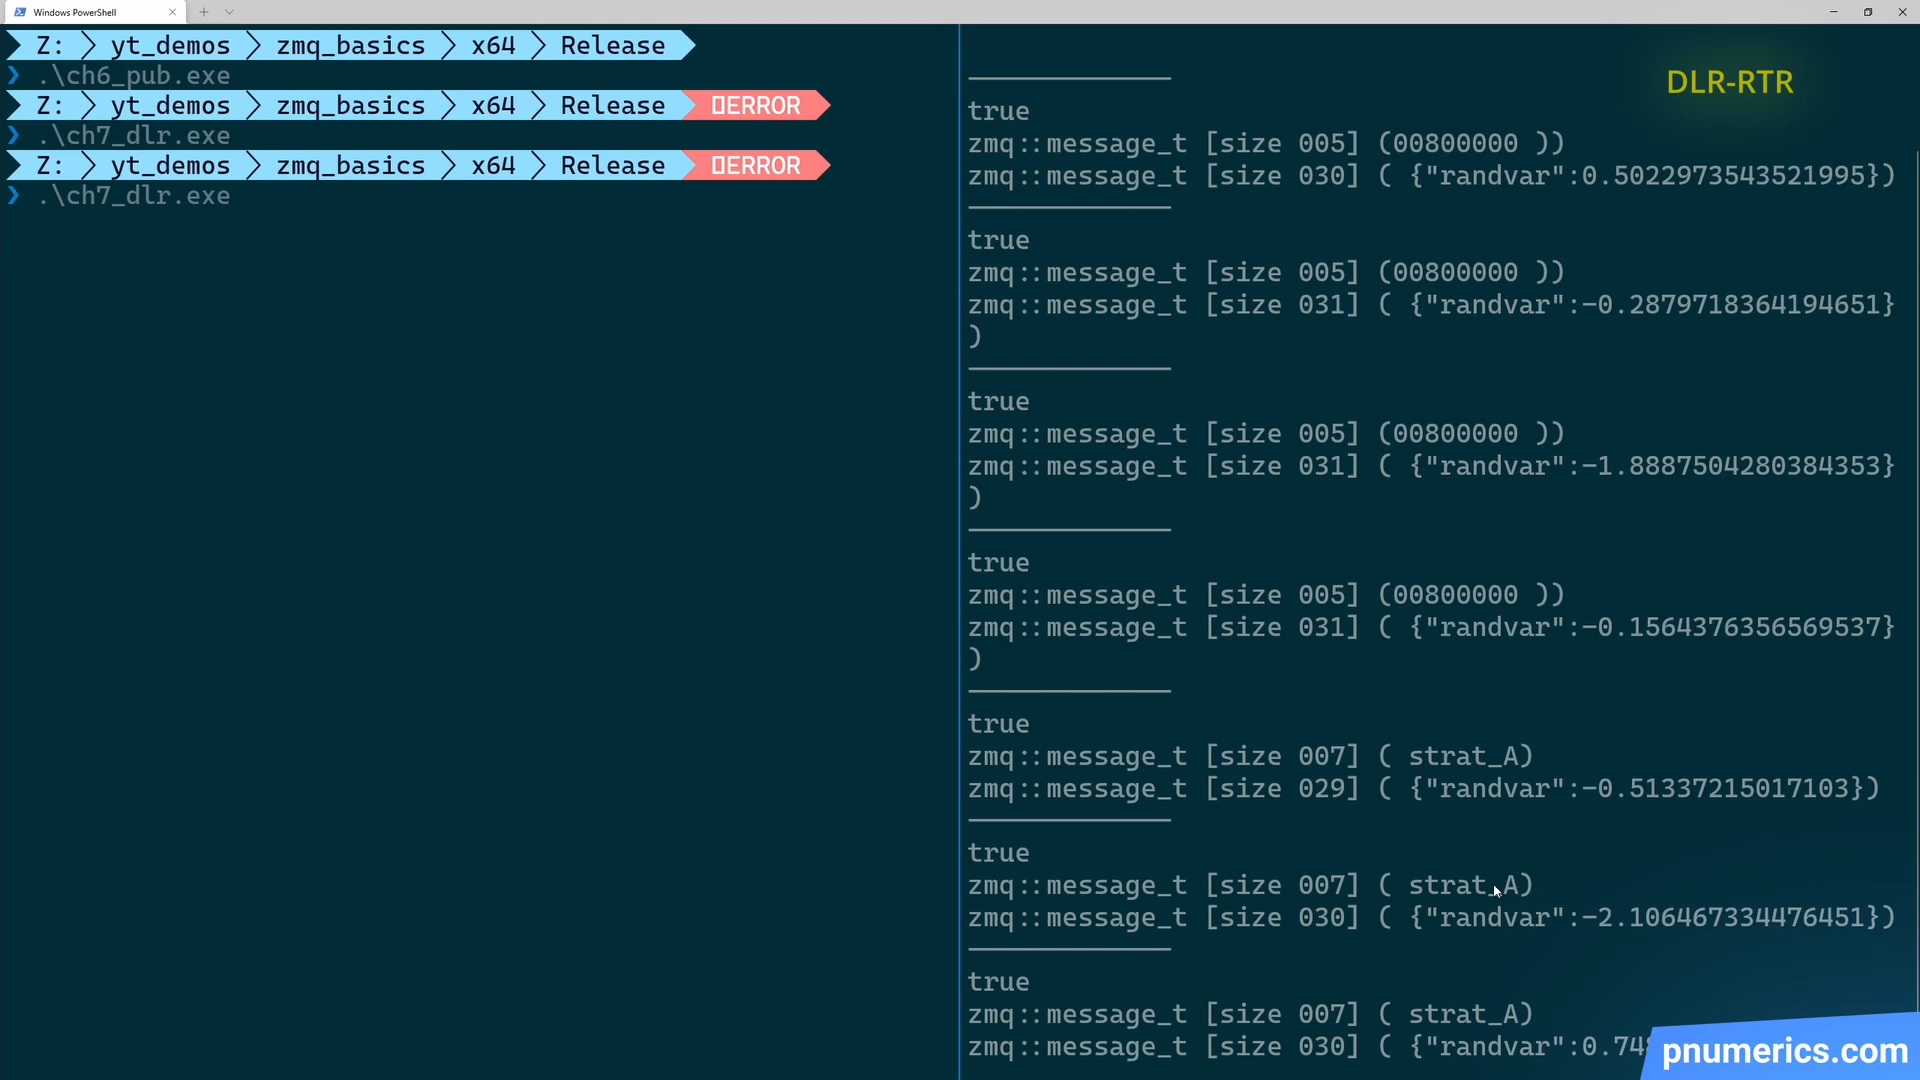 Windows PowerShell
Z: yt_demos zmq_basics x64 Release
❯ .\ch6_pub.exe
Z: yt_demos zmq_basics x64 Release ERROR
❯ .\ch7_dlr.exe
Z: yt_demos zmq_basics x64 Release ERROR
❯ .\ch7_dlr.exe
DLR-RTR
true
zmq::message_t [size 005] (00800000 ))
zmq::message_t [size 030] ( {"randvar":0.5022973543521995})
true
zmq::message_t [size 005] (00800000 ))
zmq::message_t [size 031] ( {"randvar":-0.2879718364194651}
)
true
zmq::message_t [size 005] (00800000 ))
zmq::message_t [size 031] ( {"randvar":-1.8887504280384353}
)
true
zmq::message_t [size 005] (00800000 ))
zmq::message_t [size 031] ( {"randvar":-0.1564376356569537}
)
true
zmq::message_t [size 007] ( strat_A)
zmq::message_t [size 029] ( {"randvar":-0.51337215017103})
true
zmq::message_t [size 007] ( strat_A)
zmq::message_t [size 030] ( {"randvar":-2.106467334476451})
true
zmq::message_t [size 007] ( strat_A)
zmq::message_t [size 030] ( {"randvar":0.74
pnumerics.com